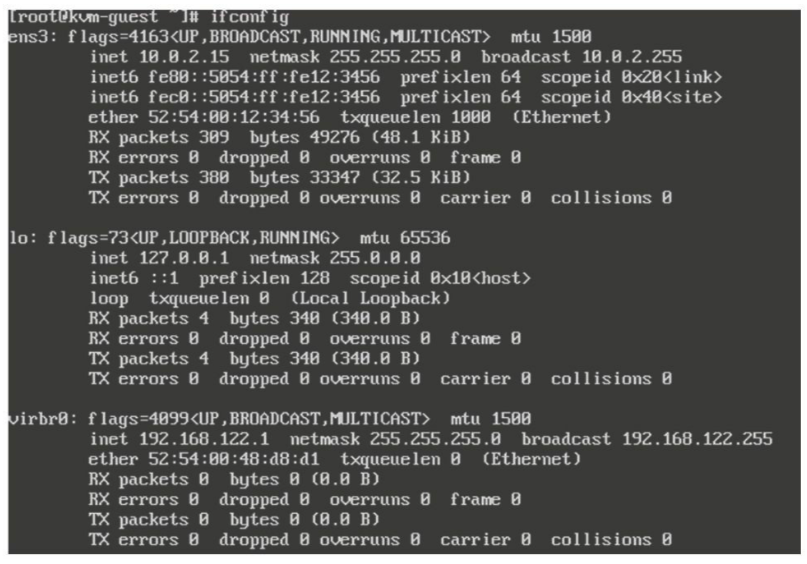 [root@kvm-guest ~]# ifconfig
ens3: flags=4163<UP,BROADCAST,RUNNING,MULTICAST>  mtu 1500
        inet 10.0.2.15  netmask 255.255.255.0  broadcast 10.0.2.255
        inet6 fe80::5054:ff:fe12:3456  prefixlen 64  scopeid 0x20<link>
        inet6 fec0::5054:ff:fe12:3456  prefixlen 64  scopeid 0x40<site>
        ether 52:54:00:12:34:56  txqueuelen 1000  (Ethernet)
        RX packets 309  bytes 49276 (48.1 KiB)
        RX errors 0  dropped 0  overruns 0  frame 0
        TX packets 380  bytes 33347 (32.5 KiB)
        TX errors 0  dropped 0 overruns 0  carrier 0  collisions 0

lo: flags=73<UP,LOOPBACK,RUNNING>  mtu 65536
        inet 127.0.0.1  netmask 255.0.0.0
        inet6 ::1  prefixlen 128  scopeid 0x10<host>
        loop  txqueuelen 0  (Local Loopback)
        RX packets 4  bytes 340 (340.0 B)
        RX errors 0  dropped 0  overruns 0  frame 0
        TX packets 4  bytes 340 (340.0 B)
        TX errors 0  dropped 0 overruns 0  carrier 0  collisions 0

virbr0: flags=4099<UP,BROADCAST,MULTICAST>  mtu 1500
        inet 192.168.122.1  netmask 255.255.255.0  broadcast 192.168.122.255
        ether 52:54:00:48:d8:d1  txqueuelen 0  (Ethernet)
        RX packets 0  bytes 0 (0.0 B)
        RX errors 0  dropped 0  overruns 0  frame 0
        TX packets 0  bytes 0 (0.0 B)
        TX errors 0  dropped 0 overruns 0  carrier 0  collisions 0